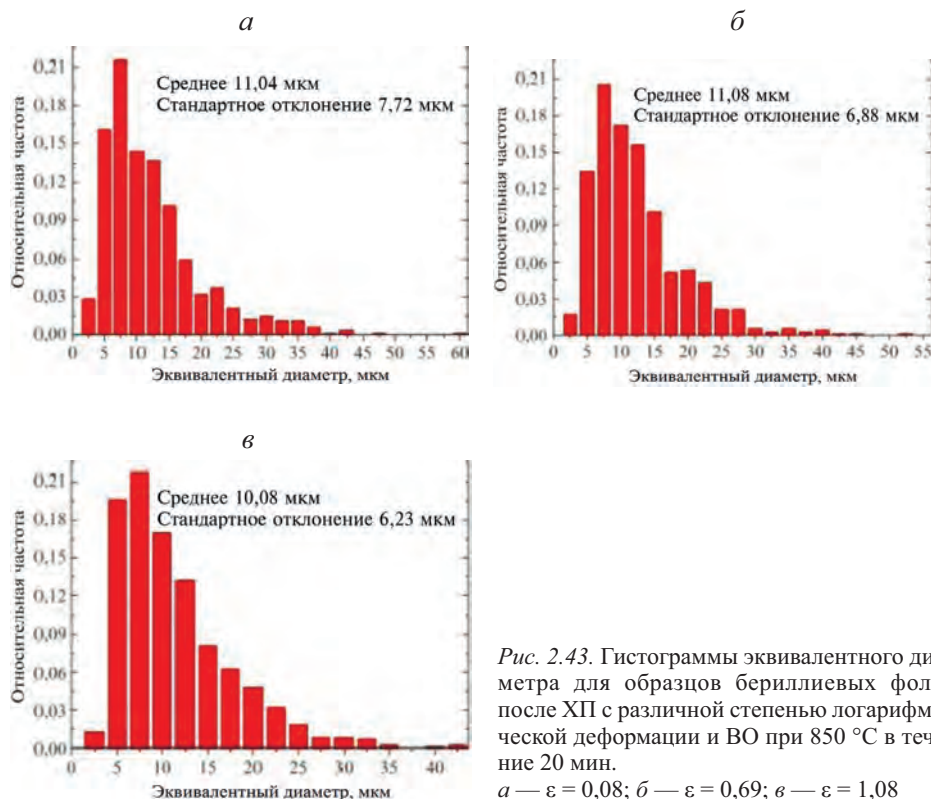 а
0,21
0,18
0,15
0,12
0,09
0,06
0,03
0,00
Относительная частота
Среднее 11,04 мкм
Стандартное отклонение 7,72 мкм
0 5 10 15 20 25 30 35 40 45 55 60
Эквивалентный диаметр, мкм
б
0,21
0,18
0,15
0,12
0,09
0,06
0,03
0,00
Относительная частота
Среднее 11,08 мкм
Стандартное отклонение 6,88 мкм
0 5 10 15 20 25 30 35 40 45 50 55
Эквивалентный диаметр, мкм
в
0,21
0,18
0,15
0,12
0,09
0,06
0,03
0,00
Относительная частота
Среднее 10,08 мкм
Стандартное отклонение 6,23 мкм
0 5 10 15 20 25 30 35 40
Эквивалентный диаметр, мкм
Рис. 2.43. Гистограммы эквивалентного ди
метра для образцов бериллиевых фол
после ХП с различной степенью логарифм
ческой деформации и ВО при 850 °С в теч
ние 20 мин.
а — ε = 0,08; б — ε = 0,69; в — ε = 1,08